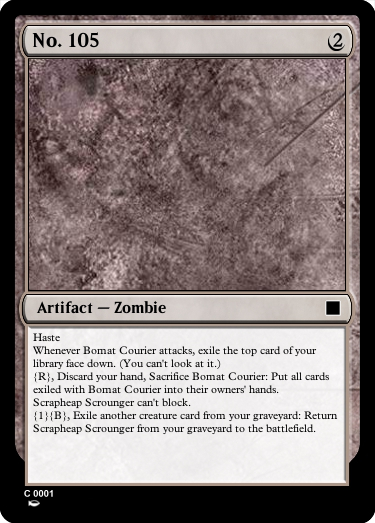 No. 105 2
Artifact — Zombie
Haste
Whenever Bomat Courier attacks, exile the top card of your
library face down. (You can't look at it.)
{R}, Discard your hand, Sacrifice Bomat Courier: Put all cards
exiled with Bomat Courier into their owners' hands.
Scrapheap Scrounger can't block.
{1}{B}, Exile another creature card from your graveyard: Return
Scrapheap Scrounger from your graveyard to the battlefield.
C 0001